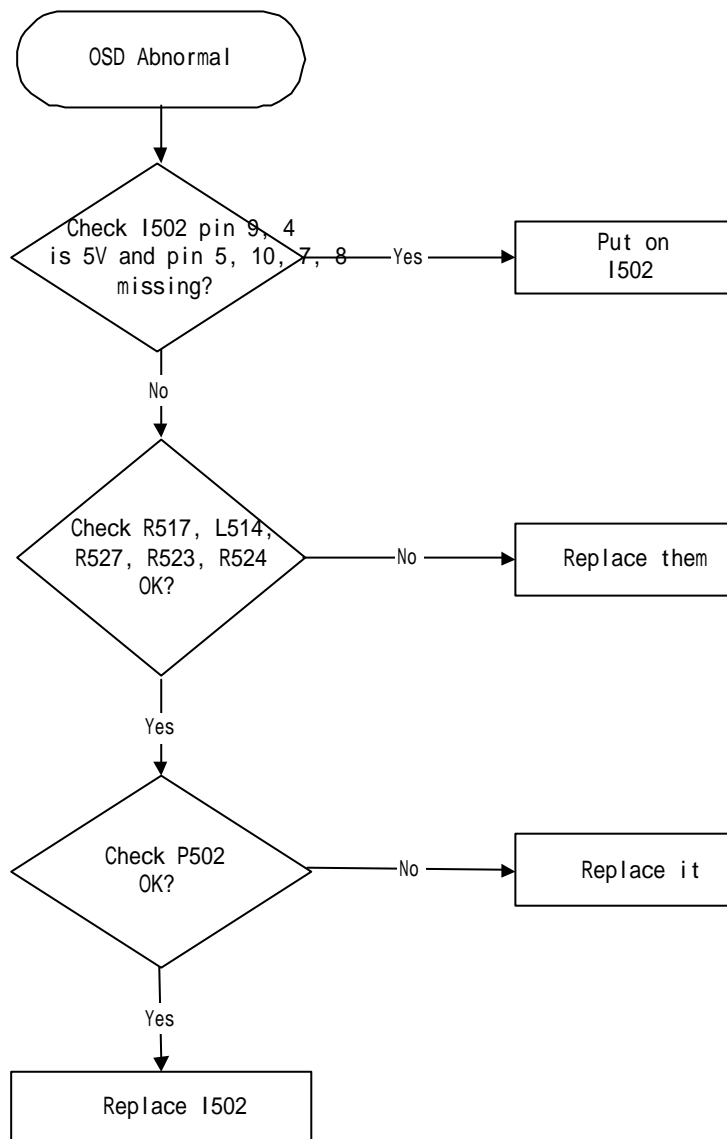 OSD Abnormal
Check I502 pin 9, 4
is 5V and pin 5, 10, 7, 8
missing?
Yes
Put on
I502
No
Check R517, L514,
R527, R523, R524
OK?
No
Replace them
Yes
Check P502
OK?
No
Replace it
Yes
Replace I502